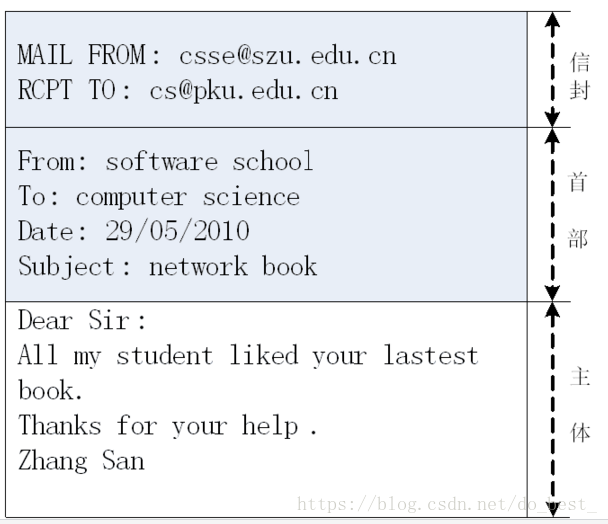 MAIL FROM: csse@szu.edu.cn
RCPT TO: cs@pku.edu.cn
信封
From: software school
To: computer science
Date: 29/05/2010
Subject: network book
首部
Dear Sir:
All my student liked your lastest
book.
Thanks for your help .
Zhang San
主体
https://blog.csdn.net/do_best_